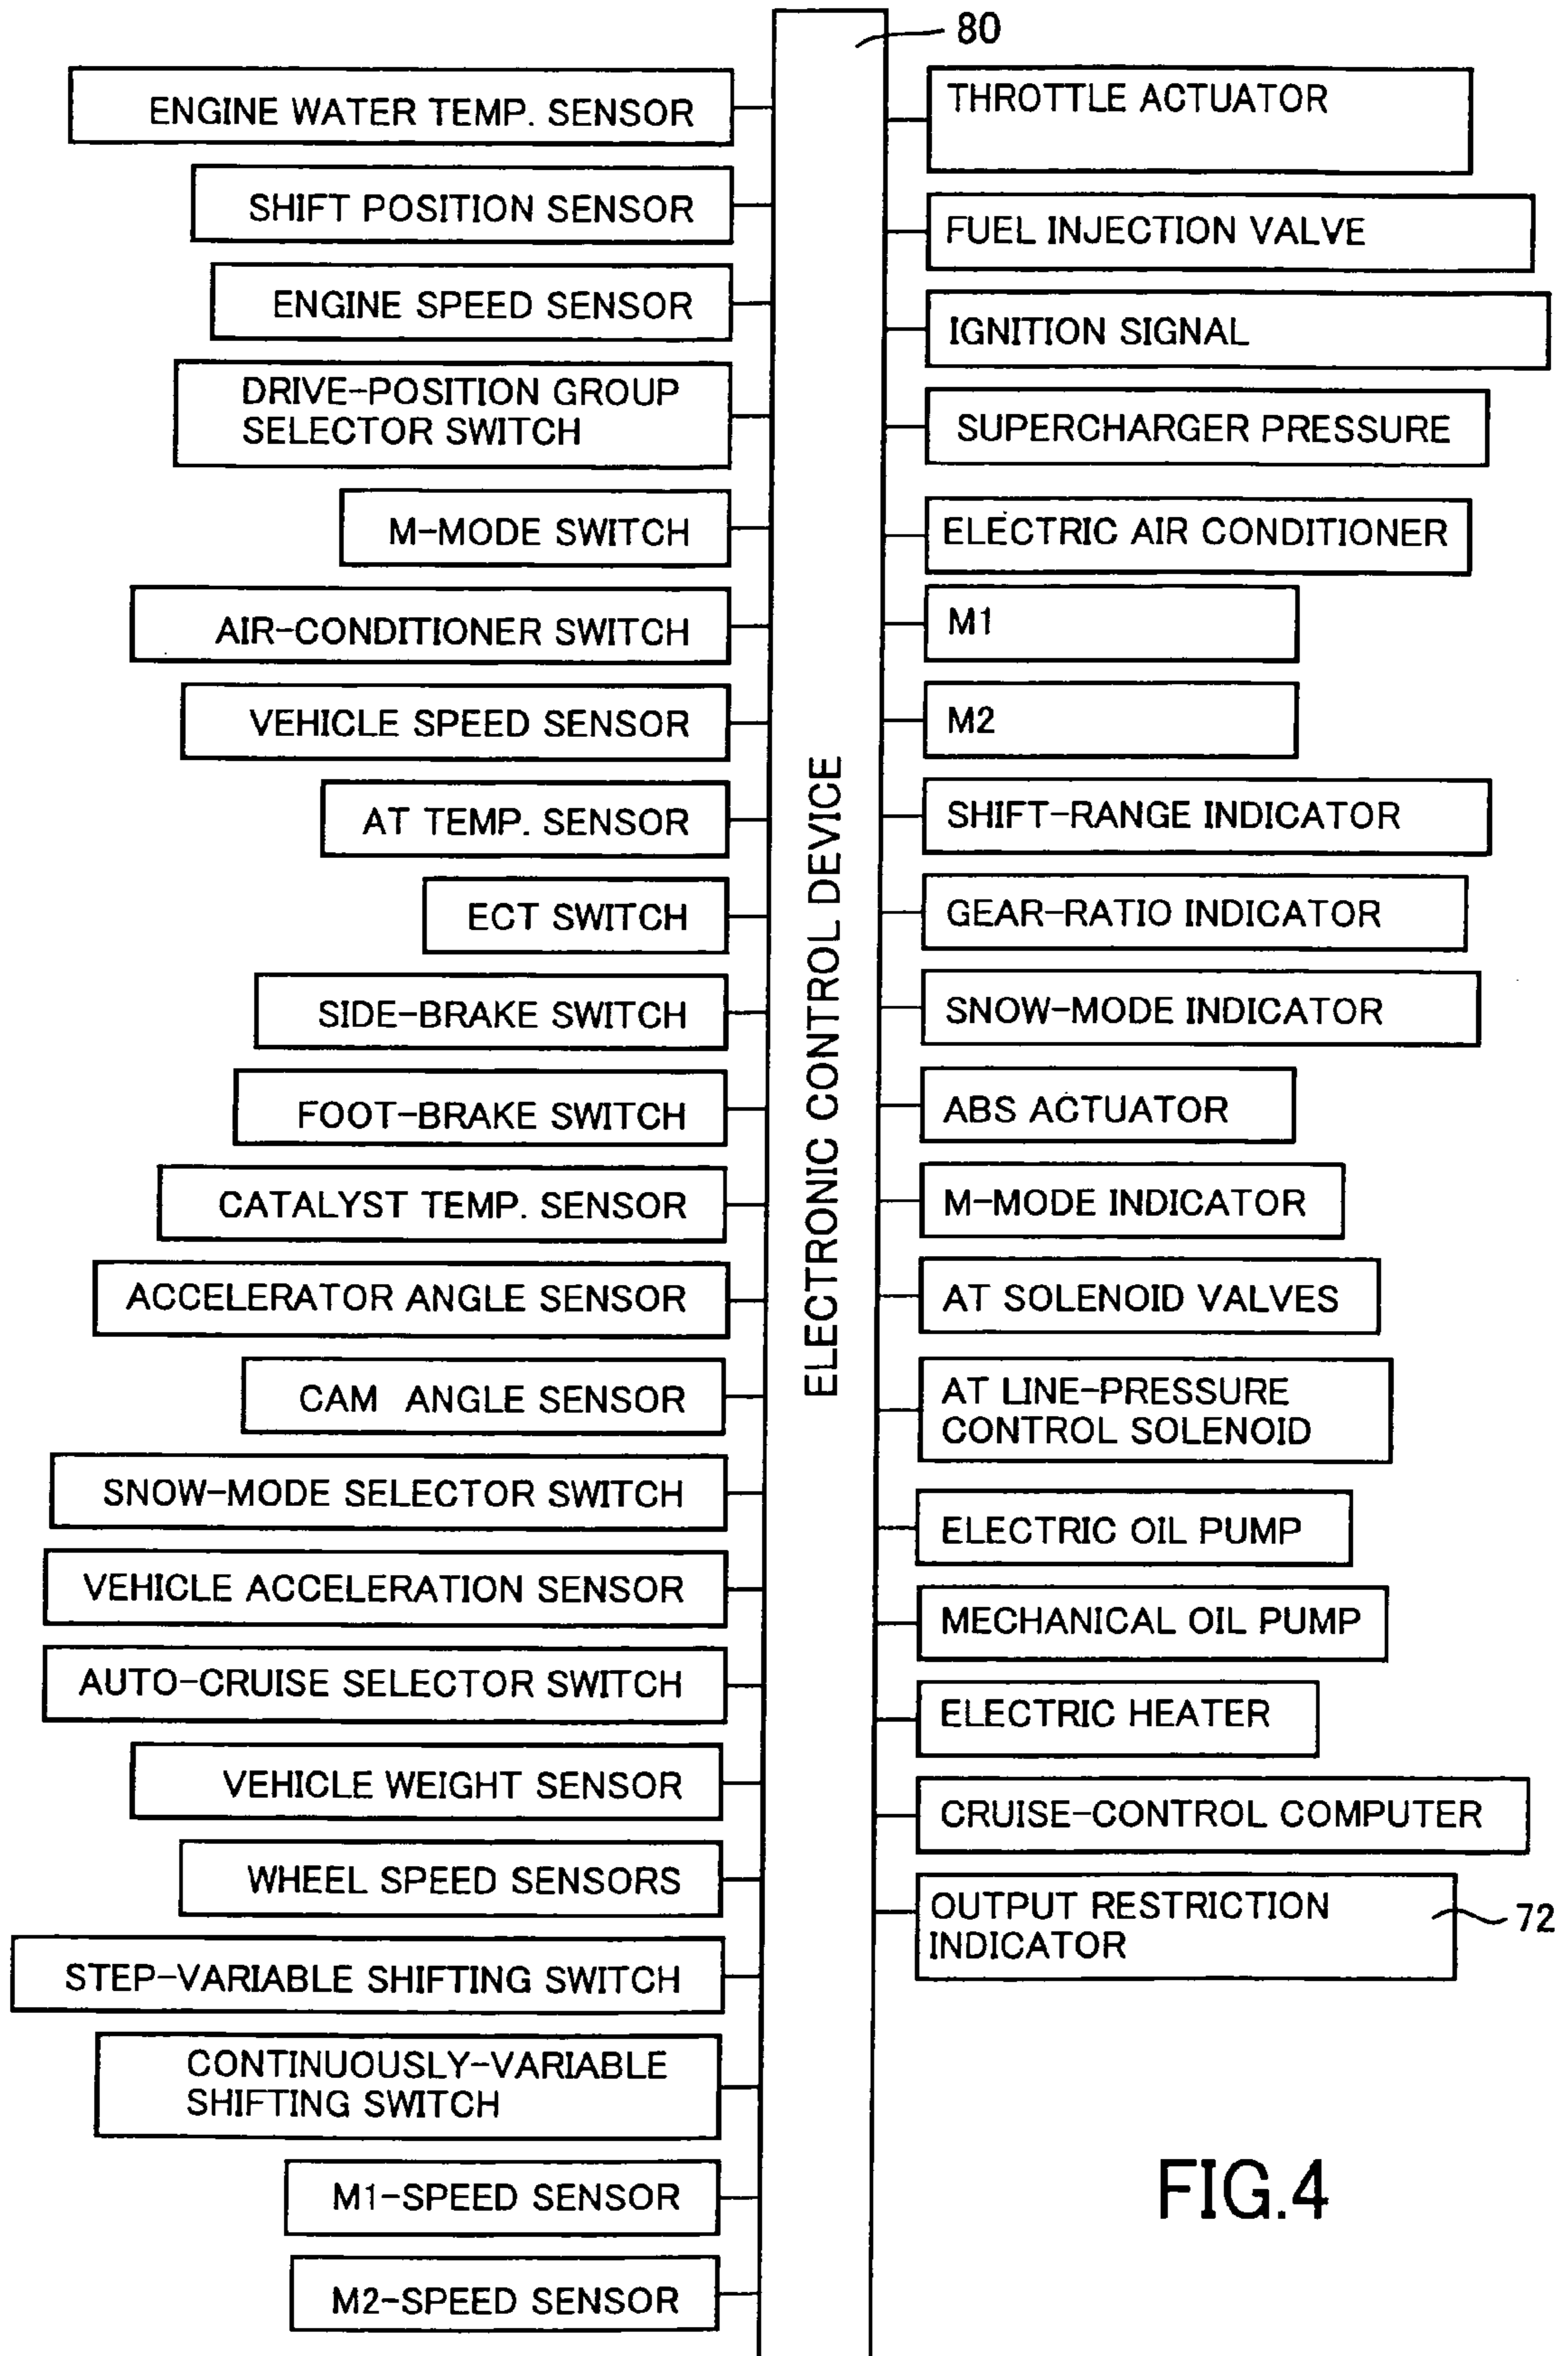 80
ENGINE WATER TEMP. SENSOR
SHIFT POSITION SENSOR
ENGINE SPEED SENSOR
DRIVE-POSITION GROUP
SELECTOR SWITCH
M-MODE SWITCH
AIR-CONDITIONER SWITCH
VEHICLE SPEED SENSOR
AT TEMP. SENSOR
ECT SWITCH
SIDE-BRAKE SWITCH
FOOT-BRAKE SWITCH
CATALYST TEMP. SENSOR
ACCELERATOR ANGLE SENSOR
CAM ANGLE SENSOR
SNOW-MODE SELECTOR SWITCH
VEHICLE ACCELERATION SENSOR
AUTO-CRUISE SELECTOR SWITCH
VEHICLE WEIGHT SENSOR
WHEEL SPEED SENSORS
STEP-VARIABLE SHIFTING SWITCH
CONTINUOUSLY-VARIABLE
SHIFTING SWITCH
M1-SPEED SENSOR
M2-SPEED SENSOR
ELECTRONIC CONTROL DEVICE
THROTTLE ACTUATOR
FUEL INJECTION VALVE
IGNITION SIGNAL
SUPERCHARGER PRESSURE
ELECTRIC AIR CONDITIONER
M1
M2
SHIFT-RANGE INDICATOR
GEAR-RATIO INDICATOR
SNOW-MODE INDICATOR
ABS ACTUATOR
M-MODE INDICATOR
AT SOLENOID VALVES
AT LINE-PRESSURE
CONTROL SOLENOID
ELECTRIC OIL PUMP
MECHANICAL OIL PUMP
ELECTRIC HEATER
CRUISE-CONTROL COMPUTER
OUTPUT RESTRICTION
INDICATOR
72
FIG.4